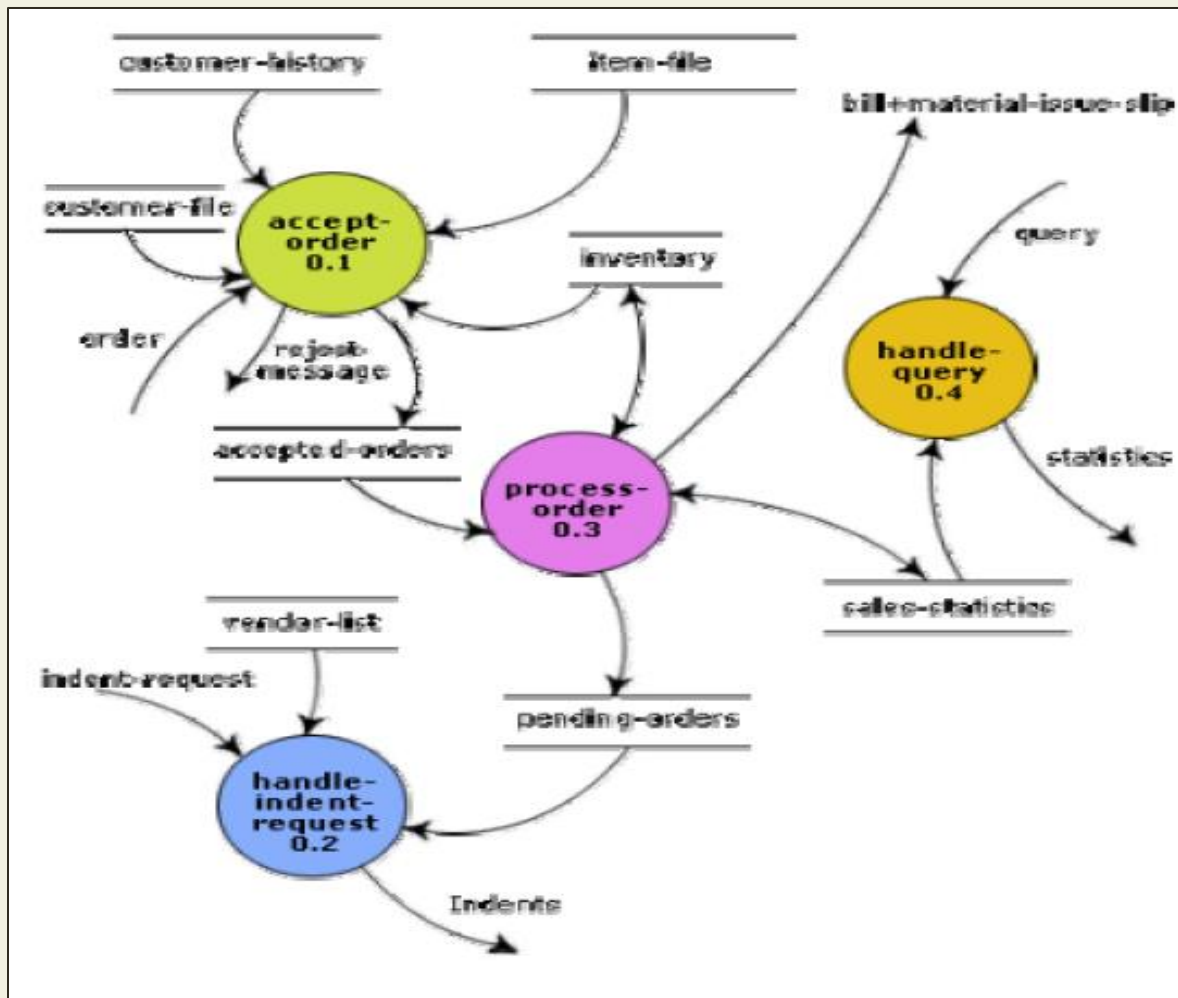 customer-history
item-file
bill+material-issue-slip
customer-file
accept-
order
0.1
query
inventory
order
reject-
message
handle-
query
0.4
accepted-orders
statistics
process-
order
0.3
sales-statistics
vendor-list
indent-request
pending-orders
handle-
indent-
request
0.2
Indents